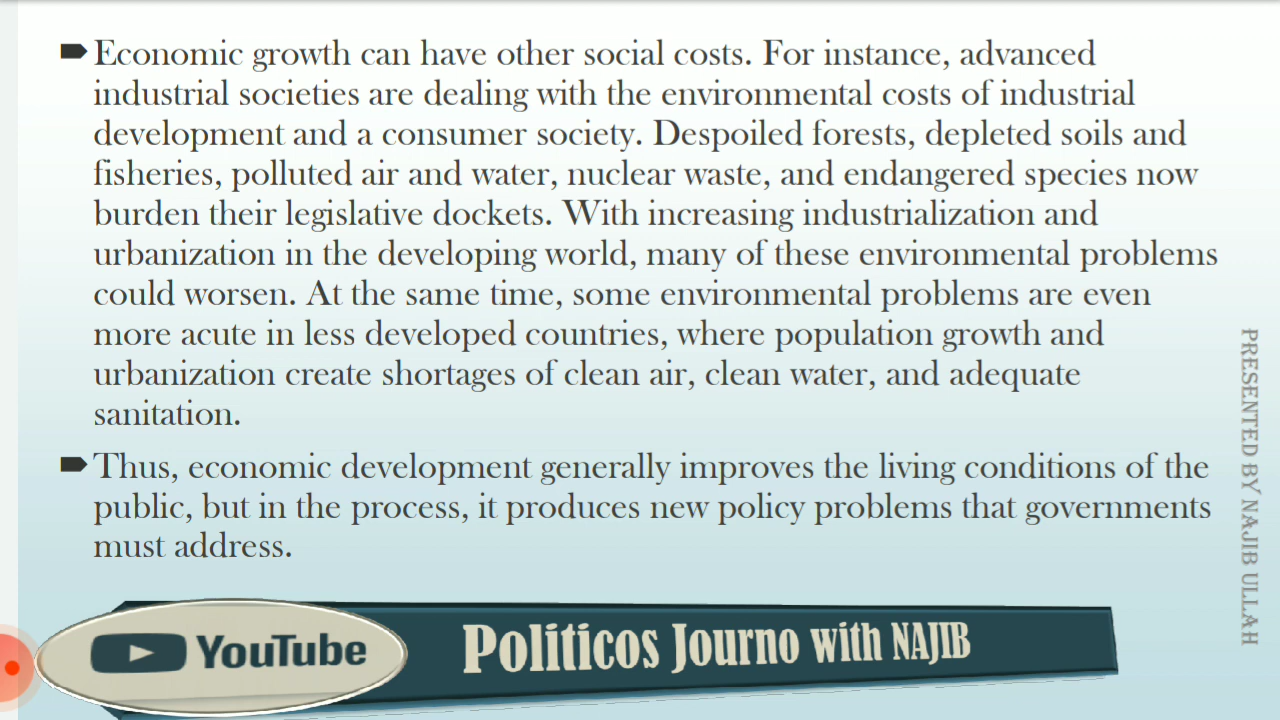 Economic growth can have other social costs. For instance, advanced
industrial societies are dealing with the environmental costs of industrial
development and a consumer society. Despoiled forests, depleted soils and
fisheries, polluted air and water, nuclear waste, and endangered species now
burden their legislative dockets. With increasing industrialization and
urbanization in the developing world, many of these environmental problems
could worsen. At the same time, some environmental problems are even
more acute in less developed countries, where population growth and
urbanization create shortages of clean air, clean water, and adequate
sanitation.
Thus, economic development generally improves the living conditions of the
public, but in the process, it produces new policy problems that governments
must address.
PRESENTED BY NAJIB ULLAH
YouTube
Politicos Journo with NAJIB